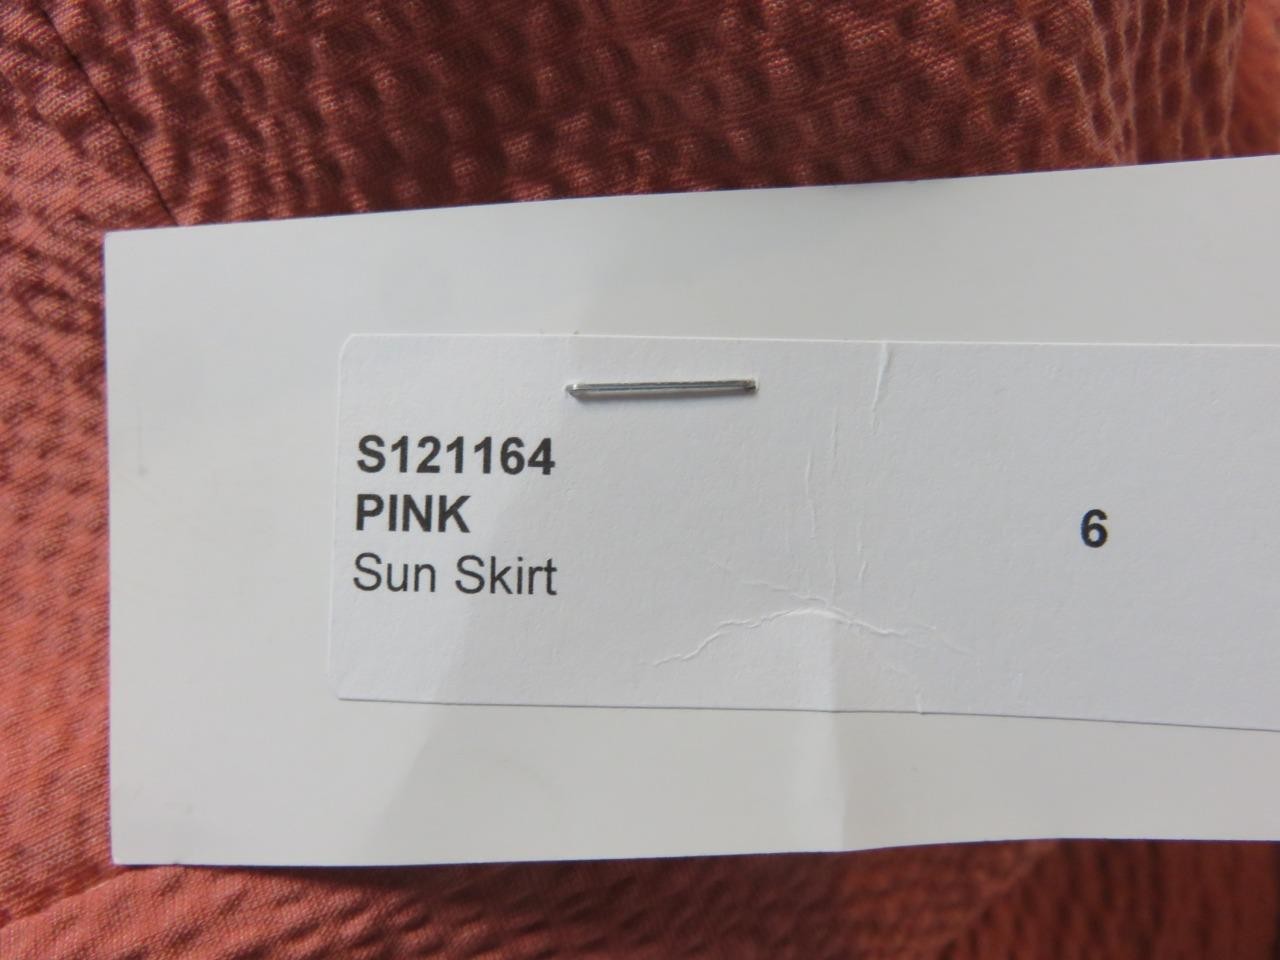 S121164
PINK
Sun Skirt
6